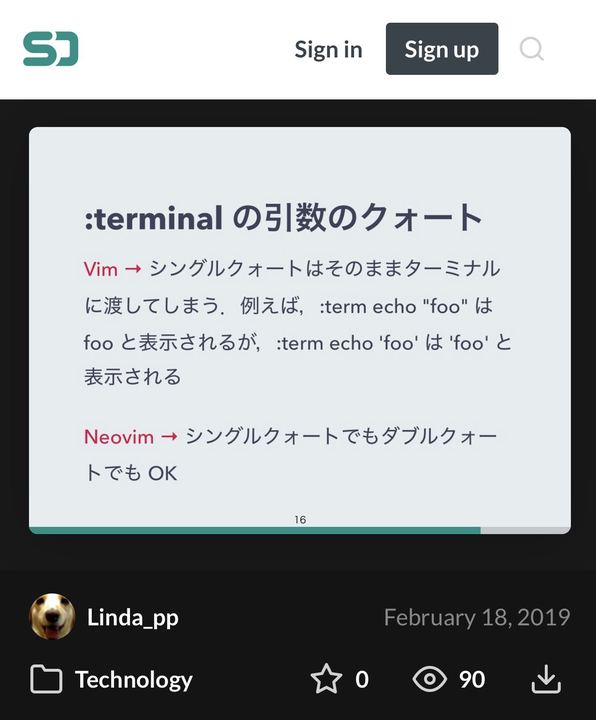 SD
Sign in
Sign up
:terminal の引数のクォート
Vim → シングルクォートはそのままターミナル
に渡してしまう．例えば，:term echo "foo" は
foo と表示されるが，:term echo 'foo' は 'foo' と
表示される
Neovim → シングルクォートでもダブルクォー
トでも OK
16
Linda_pp
February 18, 2019
Technology
0
90